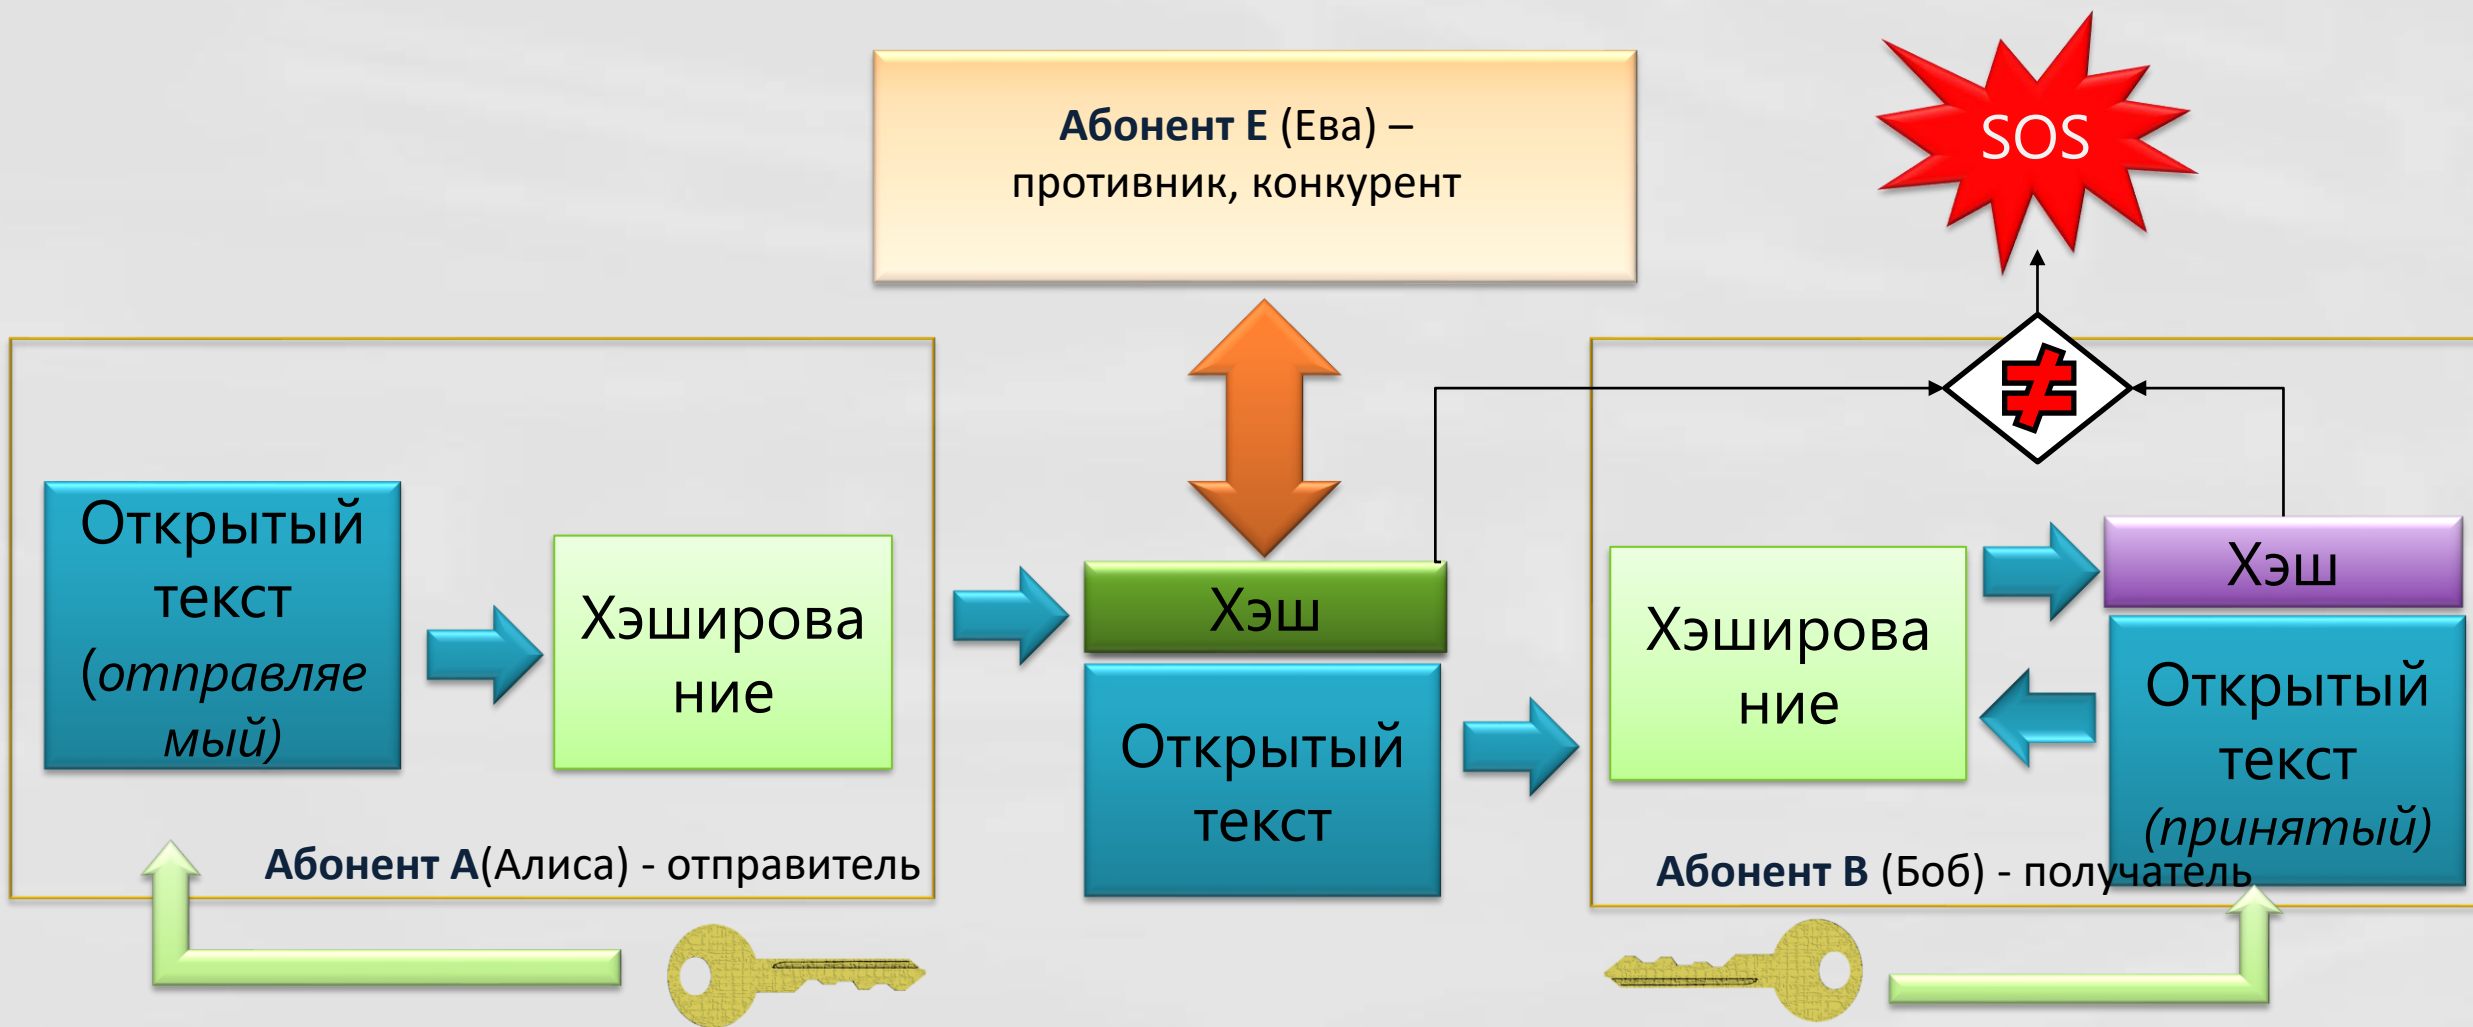 Абонент Е (Ева) –
противник, конкурент
SOS
≠
Открытый
текст
(отправляе
мый)
Хэширова
ние
Абонент А(Алиса) - отправитель
Хэш
Открытый
текст
Хэширова
ние
Хэш
Открытый
текст
(принятый)
Абонент В (Боб) - получатель